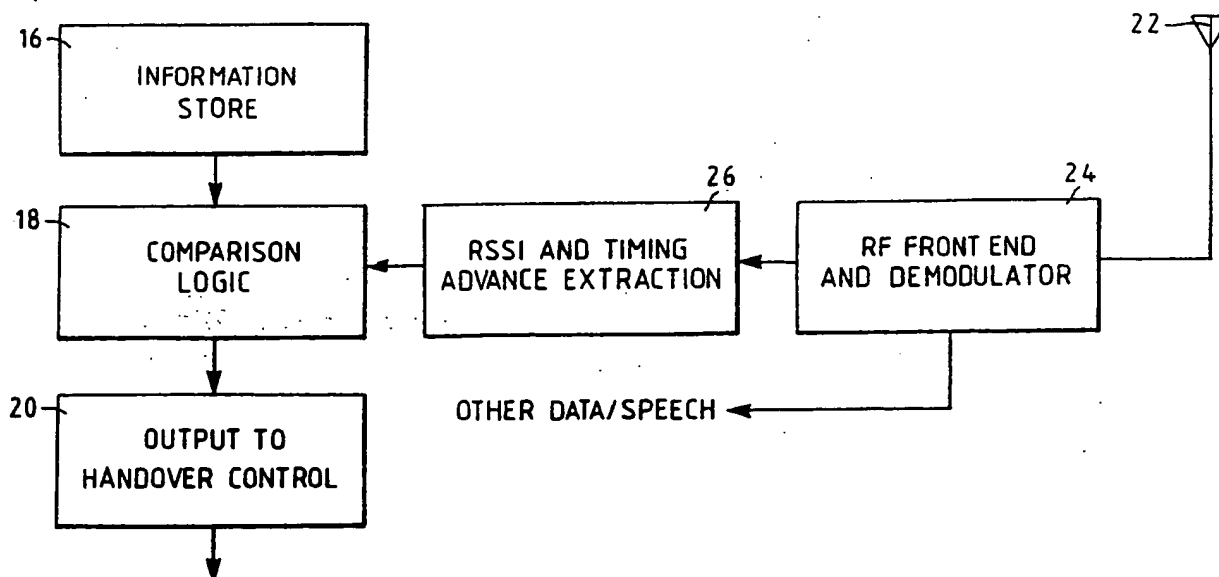 16
INFORMATION
STORE
22
18
COMPARISON
LOGIC
26
RSSI AND TIMING
ADVANCE EXTRACTION
24
RF FRONT END
AND DEMODULATOR
20
OUTPUT TO
HANDOVER CONTROL
OTHER DATA/SPEECH